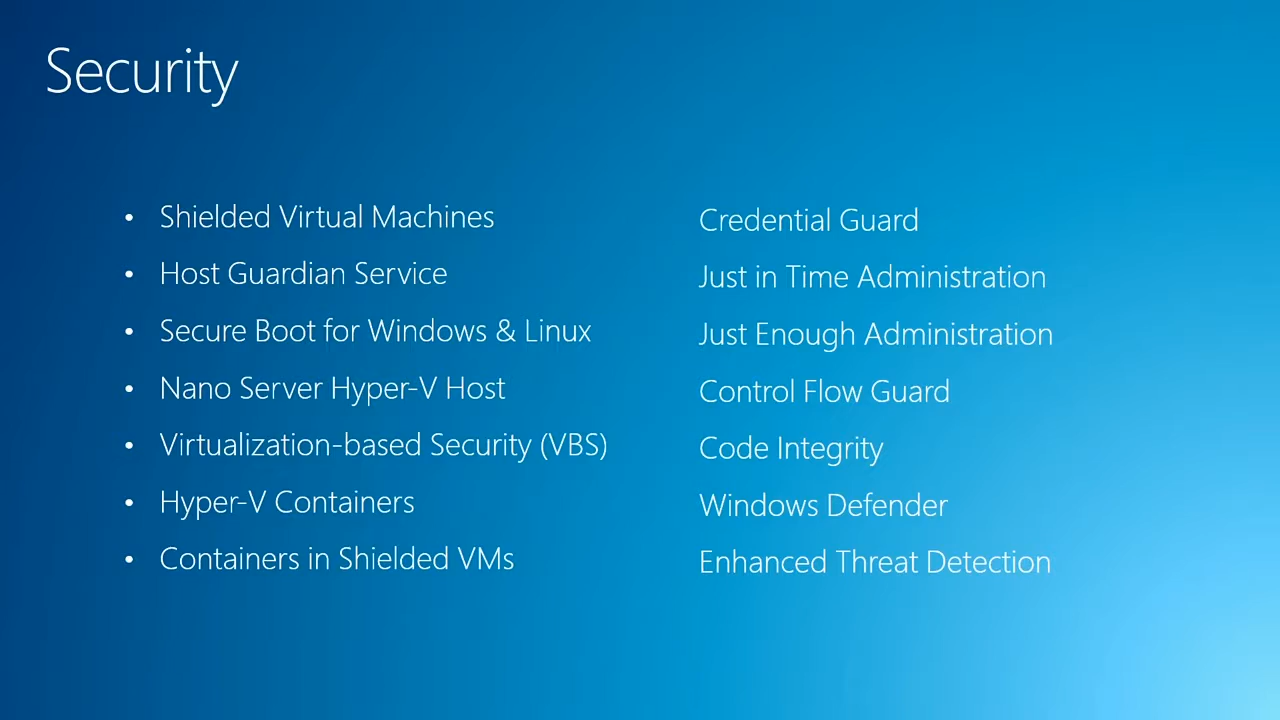 Security
• Shielded Virtual Machines
• Host Guardian Service
• Secure Boot for Windows & Linux
• Nano Server Hyper-V Host
• Virtualization-based Security (VBS)
• Hyper-V Containers
• Containers in Shielded VMs
Credential Guard
Just in Time Administration
Just Enough Administration
Control Flow Guard
Code Integrity
Windows Defender
Enhanced Threat Detection